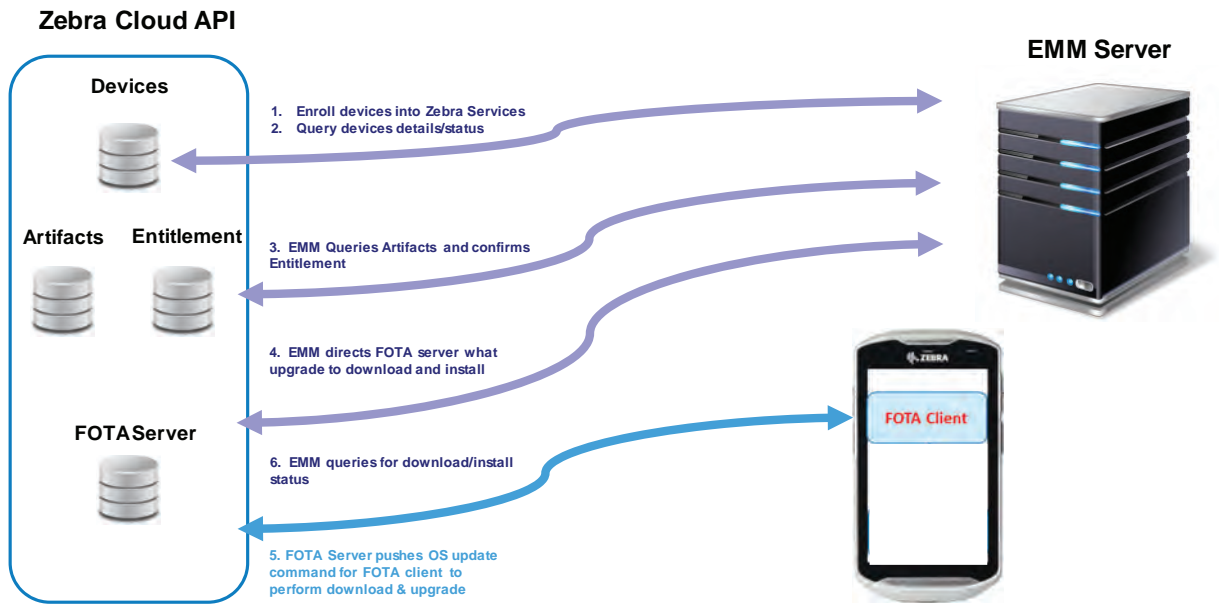 Zebra Cloud API
EMM Server
Devices
1. Enroll devices into Zebra Services
2. Query devices details/status
Artifacts
Entitlement
3. EMM Queries Artifacts and confirms
Entitlement
4. EMM directs FOTA server what
upgrade to download and install
ZEBRA
FOTA Client
FOTAServer
6. EMM queries for download/install
status
5. FOTA Server pushes OS update
command for FOTA client to
perform download & upgrade